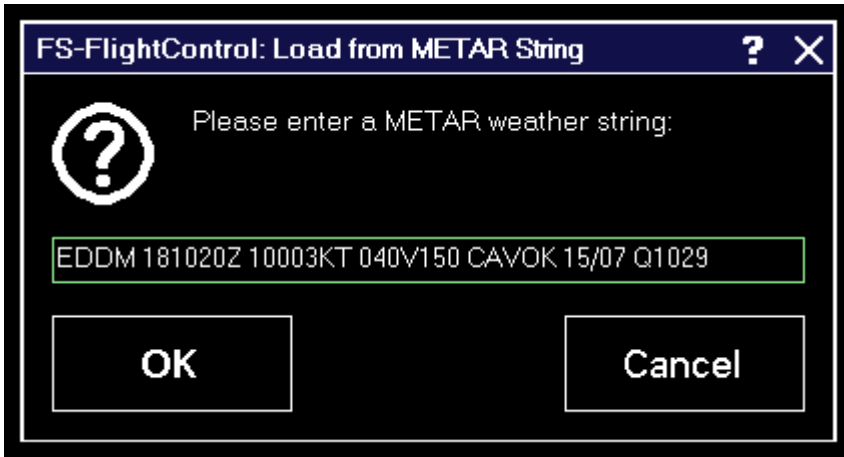 FS-FlightControl: Load from METAR String ? X
Please enter a METAR weather string:
EDDM 181020Z 10003KT 040V150 CAVOK 15/07 Q1029
OK Cancel